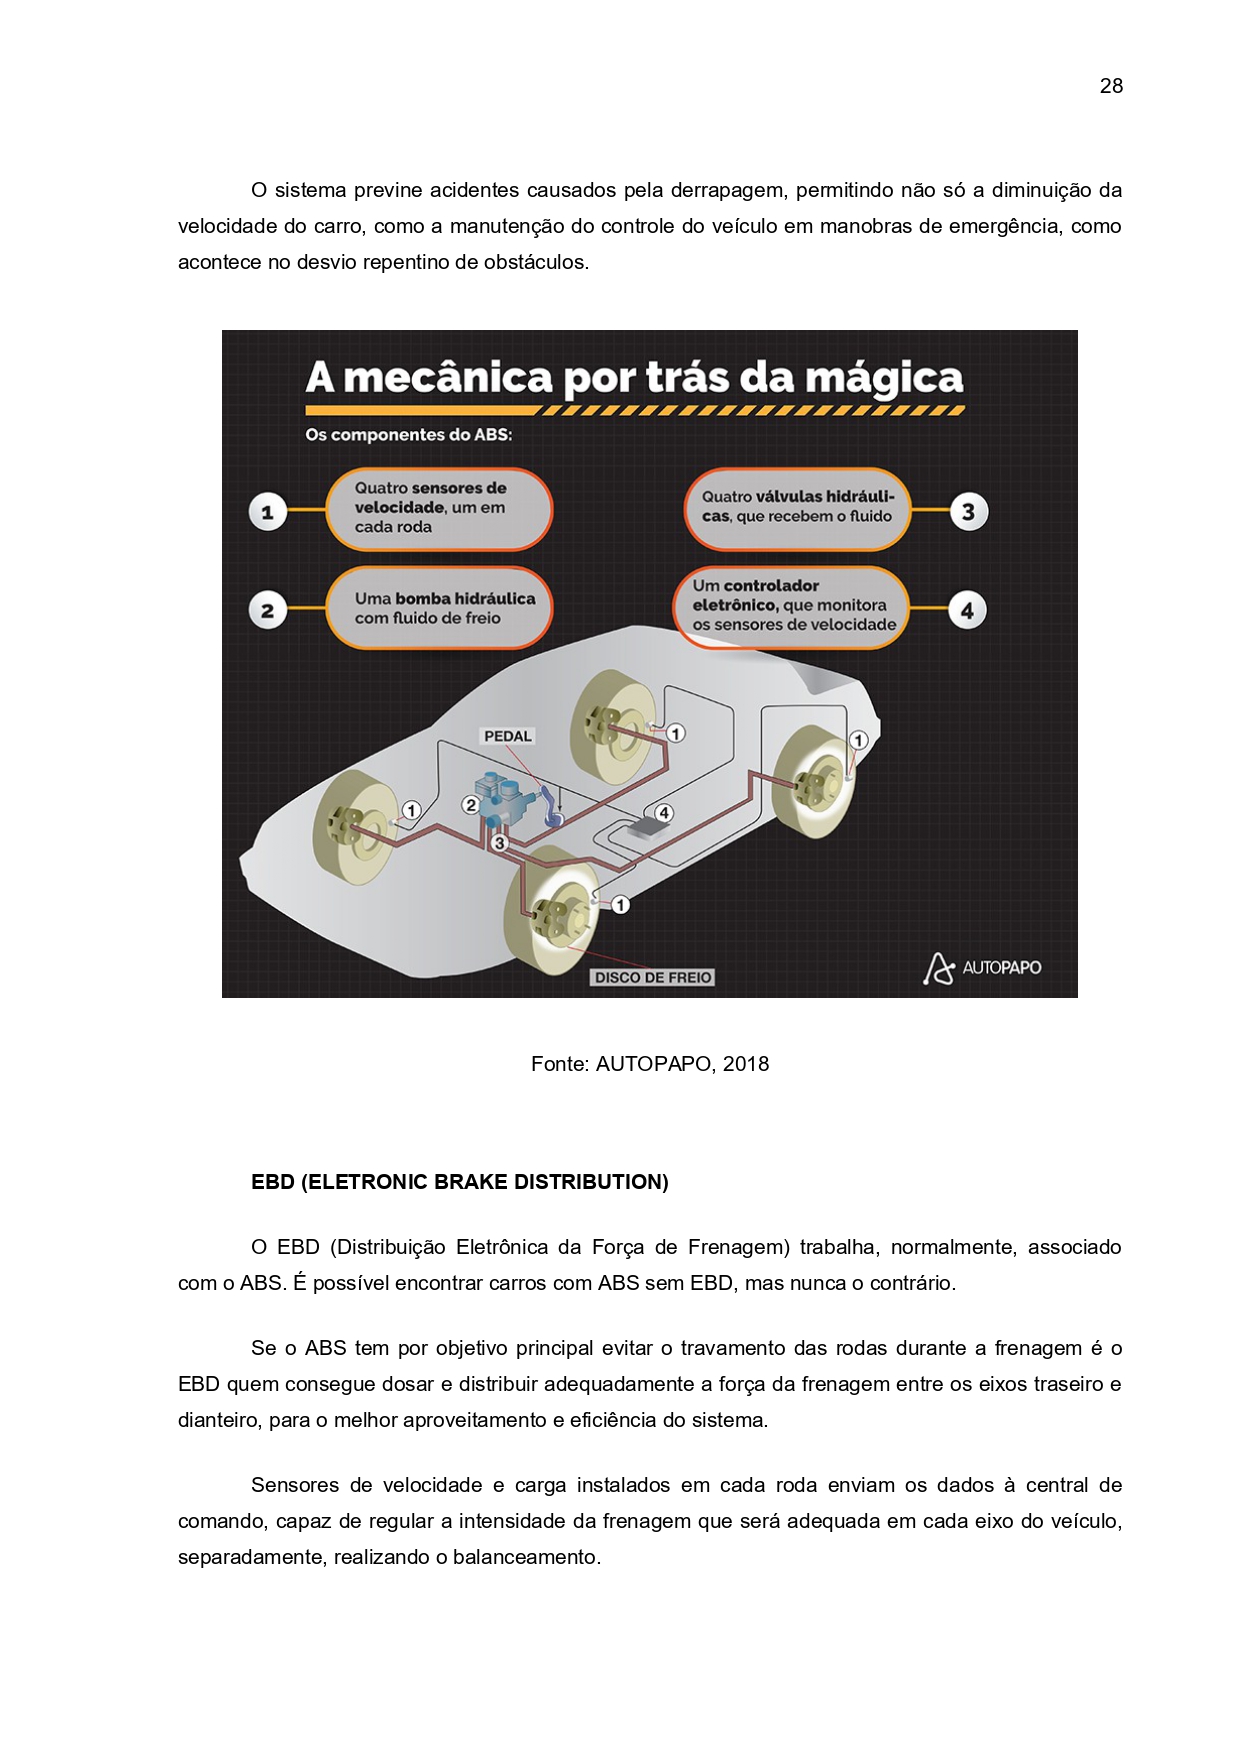 28
O sistema previne acidentes causados pela derrapagem, permitindo não só a diminuição da
velocidade do carro, como a manutenção do controle do veículo em manobras de emergência, como
acontece no desvio repentino de obstáculos.
A mecânica por trás da mágica
Os componentes do ABS:
1
Quatro sensores de
velocidade, um em
cada roda
Quatro válvulas hidráuli-
cas, que recebem o fluido
3
2
Uma bomba hidráulica
com fluido de freio
Um controlador
eletrônico, que monitora
os sensores de velocidade
4
PEDAL
1
1
1
2
4
3
1
DISCO DE FREIO
AUTOPAPO
Fonte: AUTOPAPO, 2018
EBD (ELETRONIC BRAKE DISTRIBUTION)
O EBD (Distribuição Eletrônica da Força de Frenagem) trabalha, normalmente, associado
com o ABS. É possível encontrar carros com ABS sem EBD, mas nunca o contrário.
Se o ABS tem por objetivo principal evitar o travamento das rodas durante a frenagem é o
EBD quem consegue dosar e distribuir adequadamente a força da frenagem entre os eixos traseiro e
dianteiro, para o melhor aproveitamento e eficiência do sistema.
Sensores de velocidade e carga instalados em cada roda enviam os dados à central de
comando, capaz de regular a intensidade da frenagem que será adequada em cada eixo do veículo,
separadamente, realizando o balanceamento.